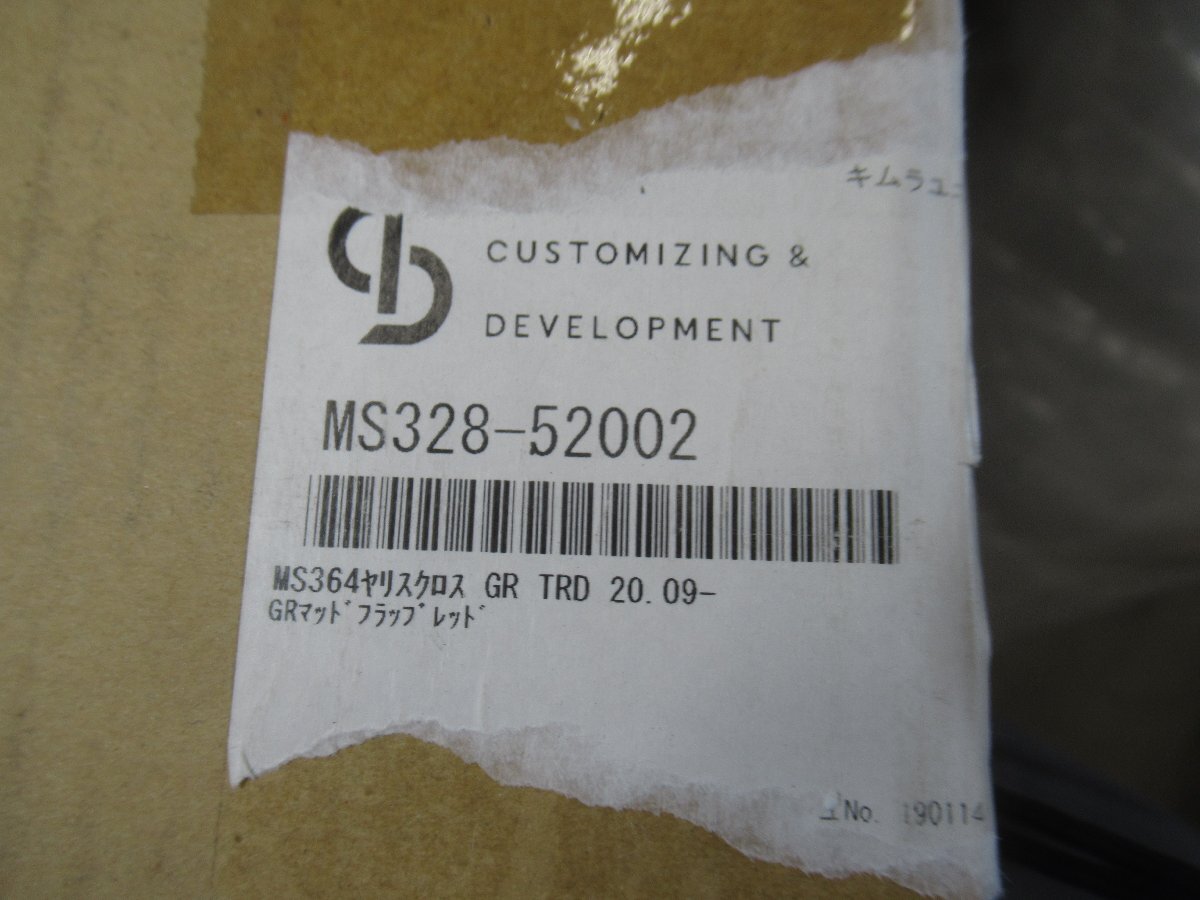 キムラユ
CUSTOMIZING &
DEVELOPMENT
MS328-52002
MS364ﾔﾘｽｸﾛｽ GR TRD 20.09-
GRﾏｯﾄﾞﾌﾗｯﾌﾟﾚｯﾄﾞ
No. 190114